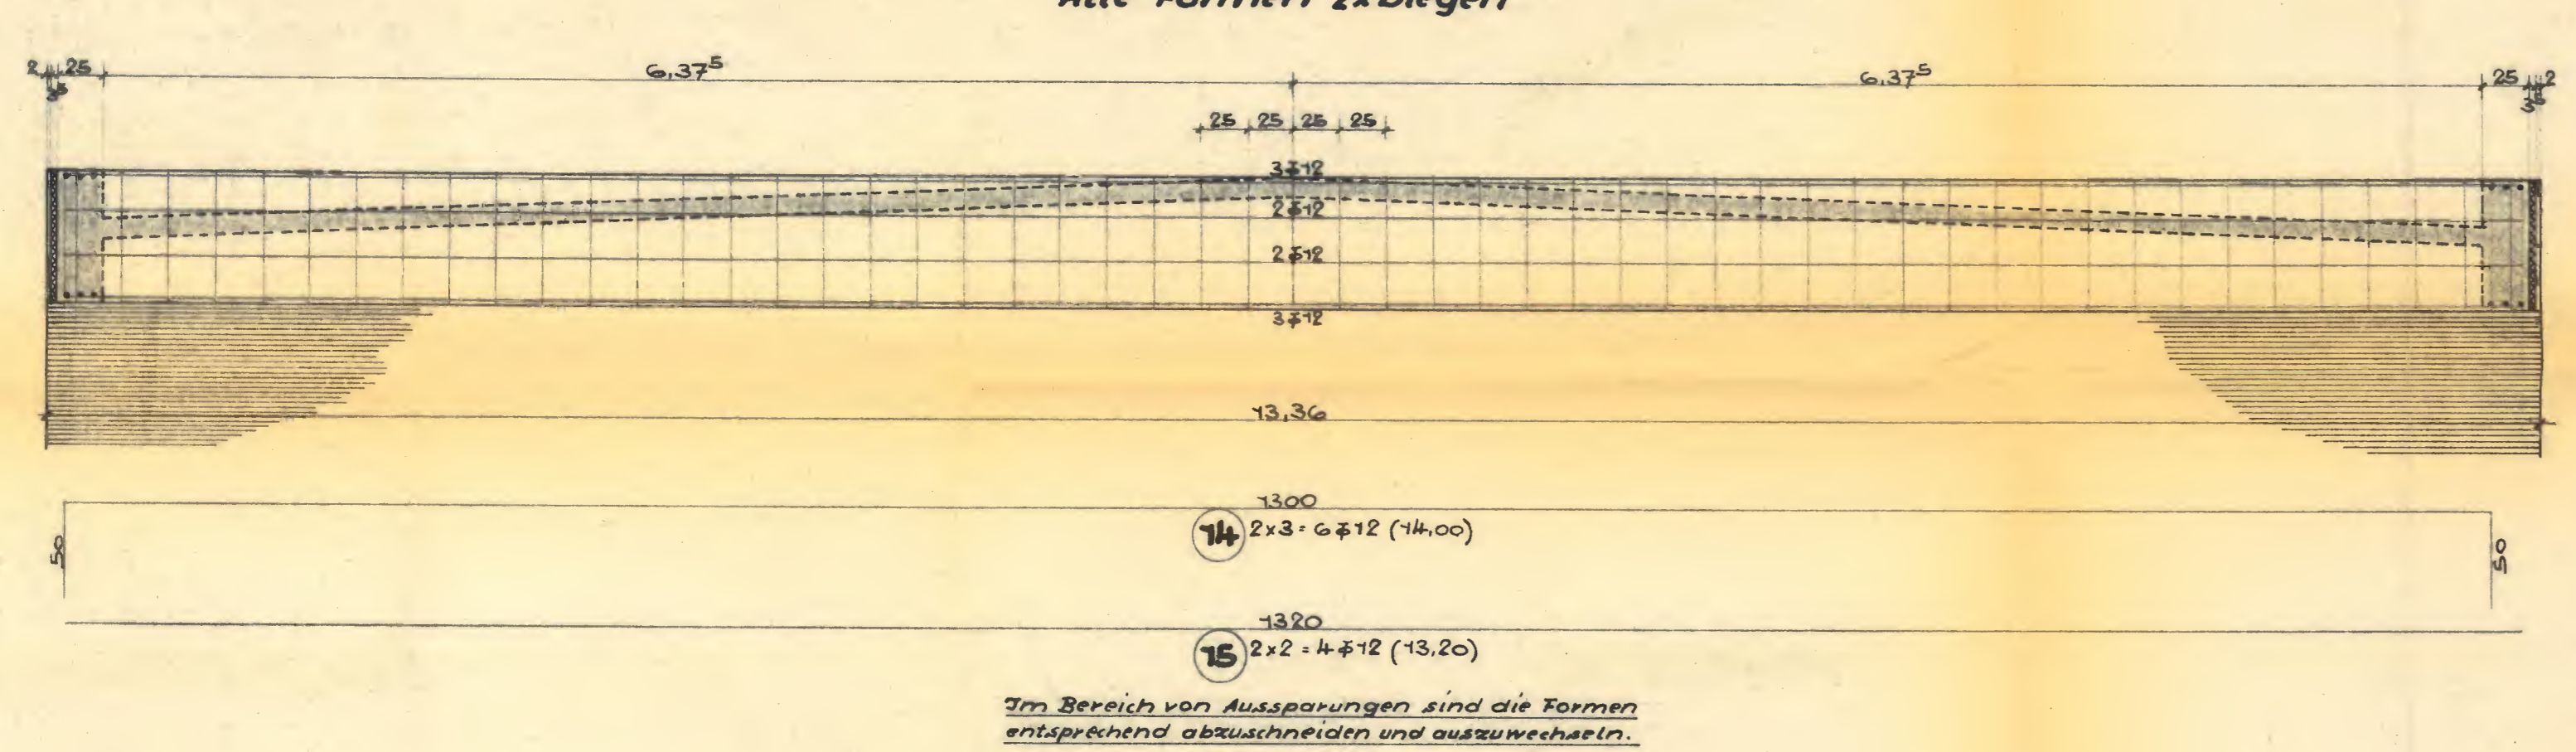 Alle Formen 2x biegen
2 25 6,37⁵ 6,37⁵ 25 2
3⁵ 3⁵
25 25 25 25
3⌀12
2⌀12
2⌀12
3⌀12
13,36
1300
50 14 2x3= 6⌀12 (14,00) 50
1320
15 2x2 = 4⌀12 (13,20)
Im Bereich von Aussparungen sind die Formen
entsprechend abzuschneiden und auszuwechseln.